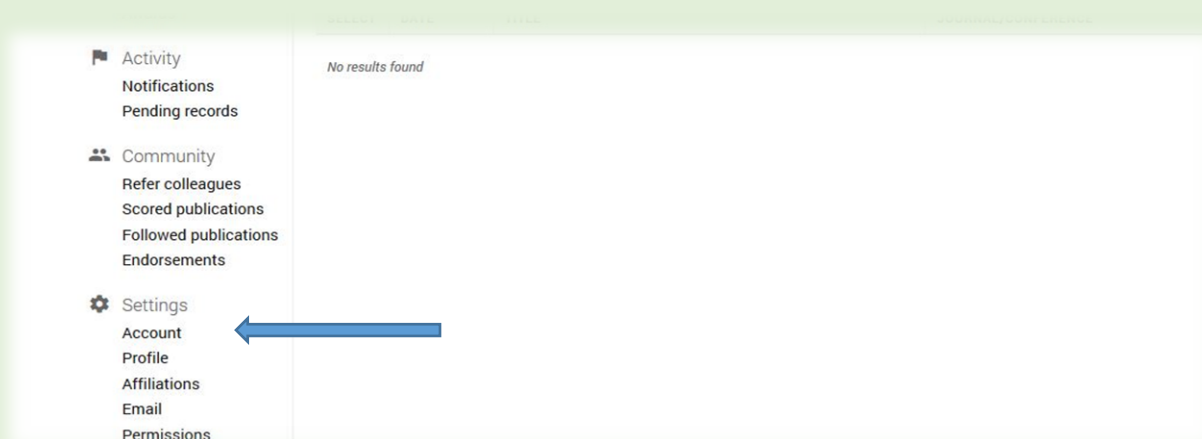 Activity
No results found
Notifications
Pending records
Community
Refer colleagues
Scored publications
Followed publications
Endorsements
Settings
Account
Profile
Affiliations
Email
Permissions